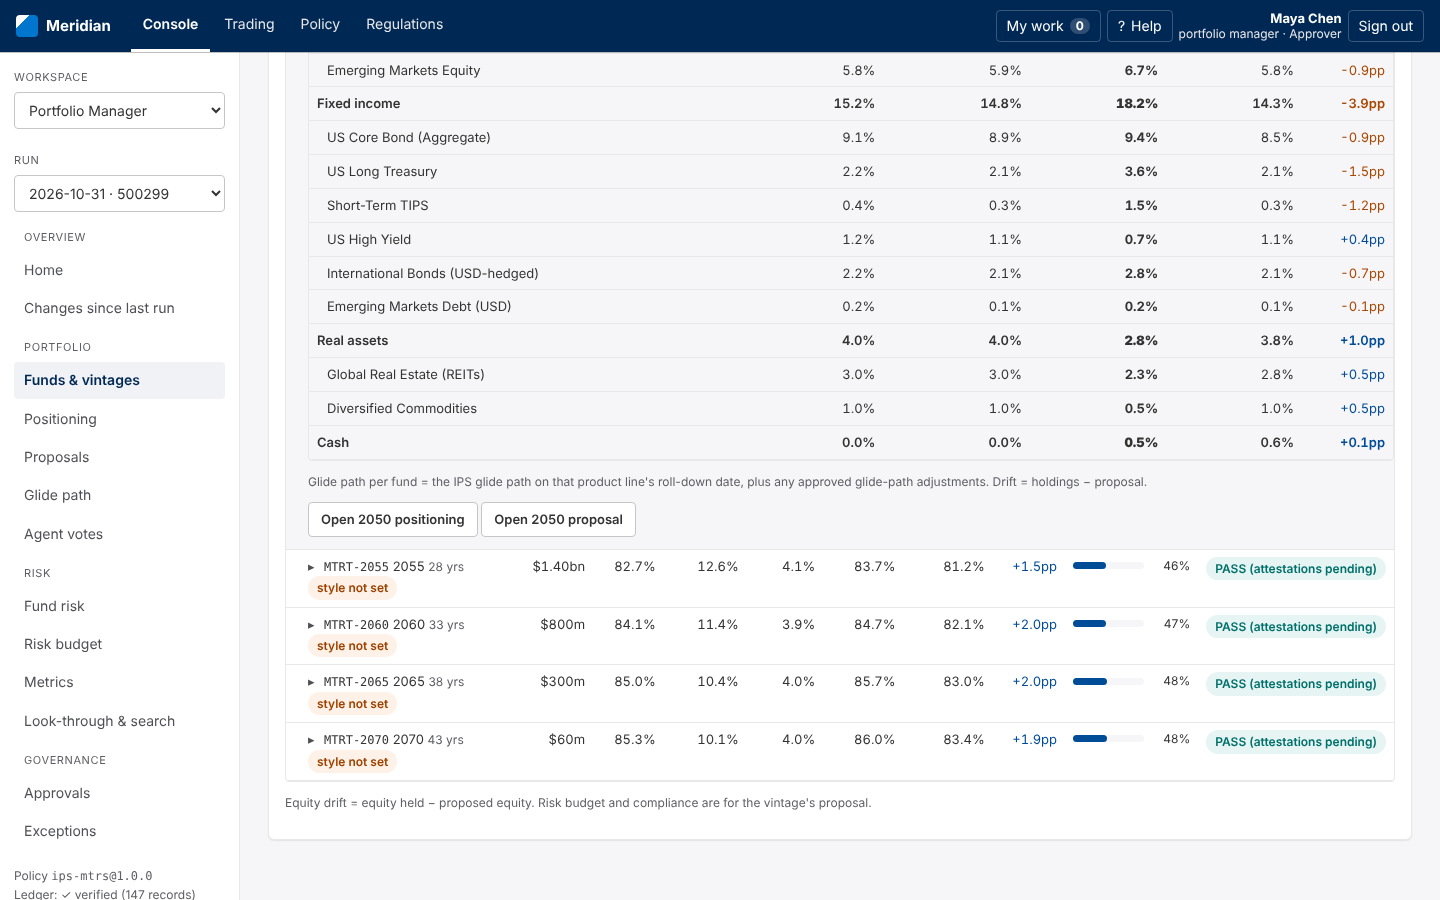 Meridian Console Trading Policy Regulations My work 0 ? Help Maya Chen portfolio manager · Approver Sign out
WORKSPACE
Portfolio Manager
RUN
2026-10-31 · 500299
OVERVIEW
Home
Changes since last run
PORTFOLIO
Funds & vintages
Positioning
Proposals
Glide path
Agent votes
RISK
Fund risk
Risk budget
Metrics
Look-through & search
GOVERNANCE
Approvals
Exceptions
Policy ips-mtrs@1.0.0
Ledger: ✓ verified (147 records)
Emerging Markets Equity 5.8% 5.9% 6.7% 5.8% -0.9pp
Fixed income 15.2% 14.8% 18.2% 14.3% -3.9pp
US Core Bond (Aggregate) 9.1% 8.9% 9.4% 8.5% -0.9pp
US Long Treasury 2.2% 2.1% 3.6% 2.1% -1.5pp
Short-Term TIPS 0.4% 0.3% 1.5% 0.3% -1.2pp
US High Yield 1.2% 1.1% 0.7% 1.1% +0.4pp
International Bonds (USD-hedged) 2.2% 2.1% 2.8% 2.1% -0.7pp
Emerging Markets Debt (USD) 0.2% 0.1% 0.2% 0.1% -0.1pp
Real assets 4.0% 4.0% 2.8% 3.8% +1.0pp
Global Real Estate (REITs) 3.0% 3.0% 2.3% 2.8% +0.5pp
Diversified Commodities 1.0% 1.0% 0.5% 1.0% +0.5pp
Cash 0.0% 0.0% 0.5% 0.6% +0.1pp
Glide path per fund = the IPS glide path on that product line's roll-down date, plus any approved glide-path adjustments. Drift = holdings − proposal.
Open 2050 positioning Open 2050 proposal
▸ MTRT-2055 2055 28 yrs $1.40bn 82.7% 12.6% 4.1% 83.7% 81.2% +1.5pp 46% PASS (attestations pending)
style not set
▸ MTRT-2060 2060 33 yrs $800m 84.1% 11.4% 3.9% 84.7% 82.1% +2.0pp 47% PASS (attestations pending)
style not set
▸ MTRT-2065 2065 38 yrs $300m 85.0% 10.4% 4.0% 85.7% 83.0% +2.0pp 48% PASS (attestations pending)
style not set
▸ MTRT-2070 2070 43 yrs $60m 85.3% 10.1% 4.0% 86.0% 83.4% +1.9pp 48% PASS (attestations pending)
style not set
Equity drift = equity held − proposed equity. Risk budget and compliance are for the vintage's proposal.